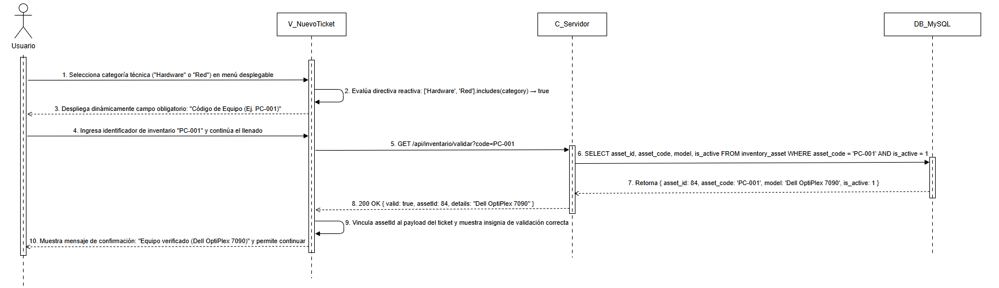 Usuario
V_NuevoTicket
C_Servidor
DB_MySQL
1. Selecciona categoría técnica ("Hardware" o "Red") en menú desplegable
2. Evalúa directiva reactiva: ['Hardware', 'Red'].includes(category) → true
3. Despliega dinámicamente campo obligatorio: "Código de Equipo (Ej. PC-001)"
4. Ingresa identificador de inventario "PC-001" y continúa el llenado
5. GET /api/inventario/validar?code=PC-001
6. SELECT asset_id, asset_code, model, is_active FROM inventory_asset WHERE asset_code = 'PC-001' AND is_active = 1
7. Retorna { asset_id: 84, asset_code: 'PC-001', model: 'Dell OptiPlex 7090', is_active: 1 }
8. 200 OK { valid: true, assetId: 84, details: "Dell OptiPlex 7090" }
9. Vincula assetId al payload del ticket y muestra insignia de validación correcta
10. Muestra mensaje de confirmación: "Equipo verificado (Dell OptiPlex 7090)" y permite continuar